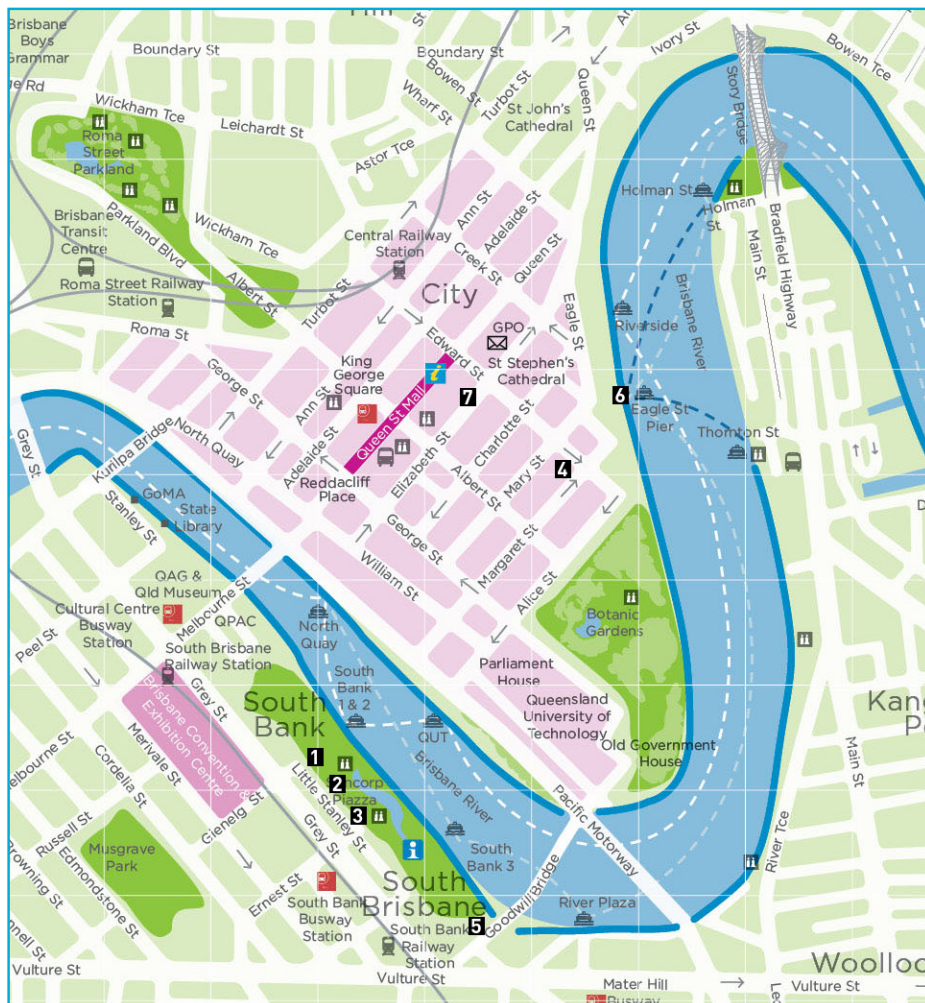 Brisbane
Boys
Grammar
Boundary St
Boundary St
Ivory St
Bowen Tce
Bowen St
Wharf St
Turbot St
Queen St
ge Rd
Wickham Tce
Leichardt St
St John's
Cathedral
Story Bridge
Roma
Street
Parkland
Astor Tce
Holman St
Holman
St
Brisbane
Transit
Centre
Parkland Blvd
Wickham Tce
Central Railway
Station
Ann St
Adelaide St
Creek St
Queen St
Main St
Bradfield Highway
Roma Street Railway
Station
Albert St
Turbot St
City
Eagle St
Brisbane River
Riverside
Roma St
Edward St
GPO
St Stephen's
Cathedral
George St
King
George
Square
Ann St
7
6
Eagle St
Pier
Thornton St
Grey St
Kurilpa Bridge
North Quay
Adelaide St
Queen St Mall
Reddacliff
Place
Elizabeth St
Charlotte St
Albert St
Mary St
4
GoMA
State
Library
Stanley St
George St
Margaret St
William St
Alice St
QAG &
Qld Museum
Cultural Centre
Busway
Station
Melbourne St
QPAC
North
Quay
Botanic
Gardens
Peel St
South Brisbane
Railway Station
Grey St
Parliament
House
South
Bank
South
Bank
1 & 2
QUT
Queensland
University of
Technology
Old Government
House
Kang
P
Brisbane Convention &
Exhibition Centre
Merivale St
Cordelia St
elbourne St
1
2
3
ncorp
Piazza
Little Stanley St
Brisbane River
Pacific Motorway
Main St
Glenelg St
Grey St
Russell St
Edmondstone St
Browning St
Musgrave
Park
South
Bank 3
River Tce
Ernest St
South
Brisbane
Goodwill Bridge
River Plaza
South Bank
Busway
Station
5
South Bank
Railway
Station
nnell St
Vulture St
Vulture St
Mater Hill
Busway
Woolloo
Vulture St